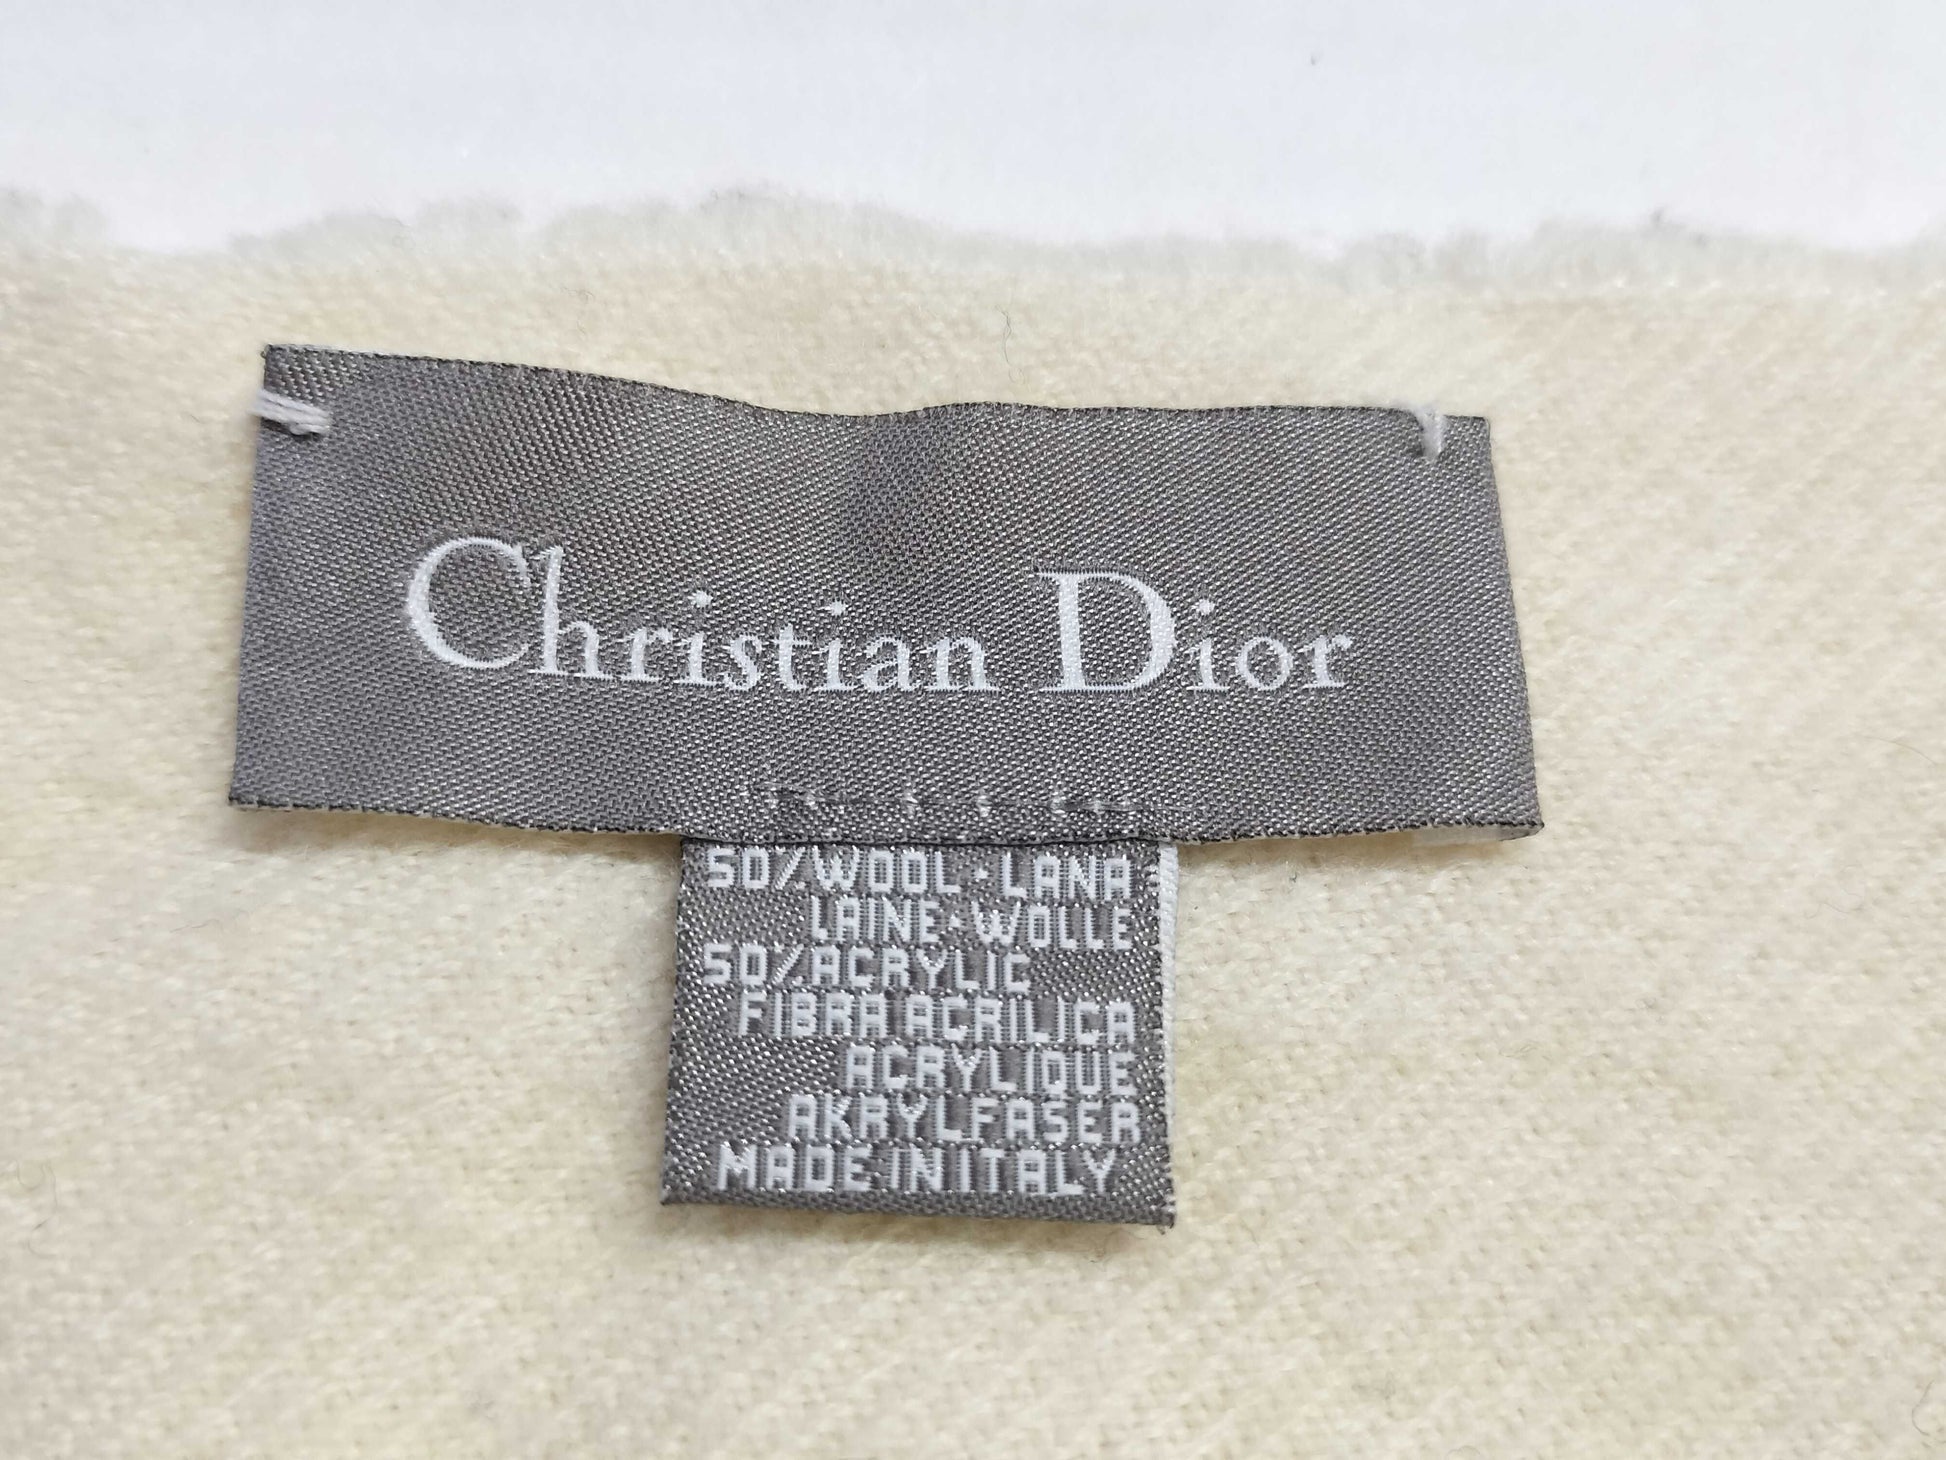 Christian Dior
50/.WOOL.LANA
LAINE.WOLLE
50/.ACRYLIC
FIBRA ACRILICA
ACRYLIQUE
AKRYLFASER
MADE IN ITALY